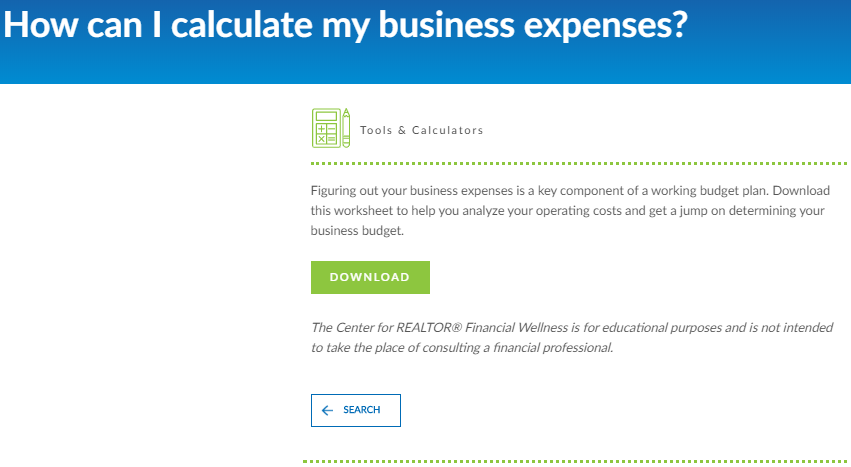 How can I calculate my business expenses?
Tools & Calculators
Figuring out your business expenses is a key component of a working budget plan. Download
this worksheet to help you analyze your operating costs and get a jump on determining your
business budget.
DOWNLOAD
The Center for REALTOR® Financial Wellness is for educational purposes and is not intended
to take the place of consulting a financial professional.
SEARCH